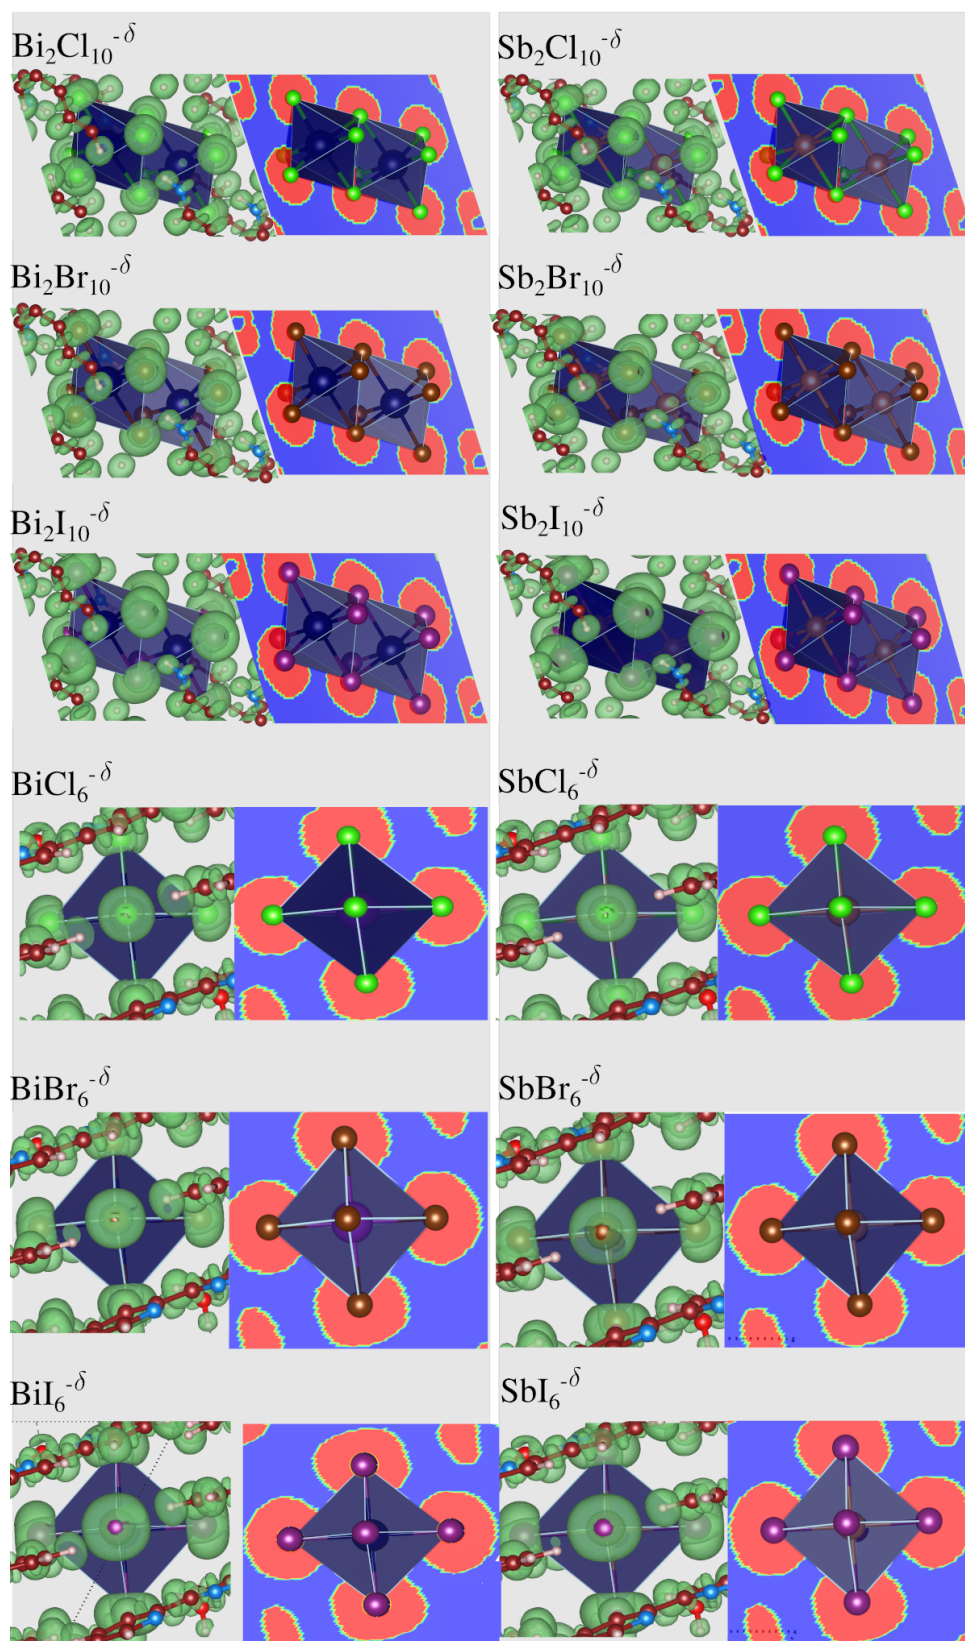 Bi₂Cl₁₀⁻ᵟ
Sb₂Cl₁₀⁻ᵟ
Bi₂Br₁₀⁻ᵟ
Sb₂Br₁₀⁻ᵟ
Bi₂I₁₀⁻ᵟ
Sb₂I₁₀⁻ᵟ
BiCl₆⁻ᵟ
SbCl₆⁻ᵟ
BiBr₆⁻ᵟ
SbBr₆⁻ᵟ
BiI₆⁻ᵟ
SbI₆⁻ᵟ